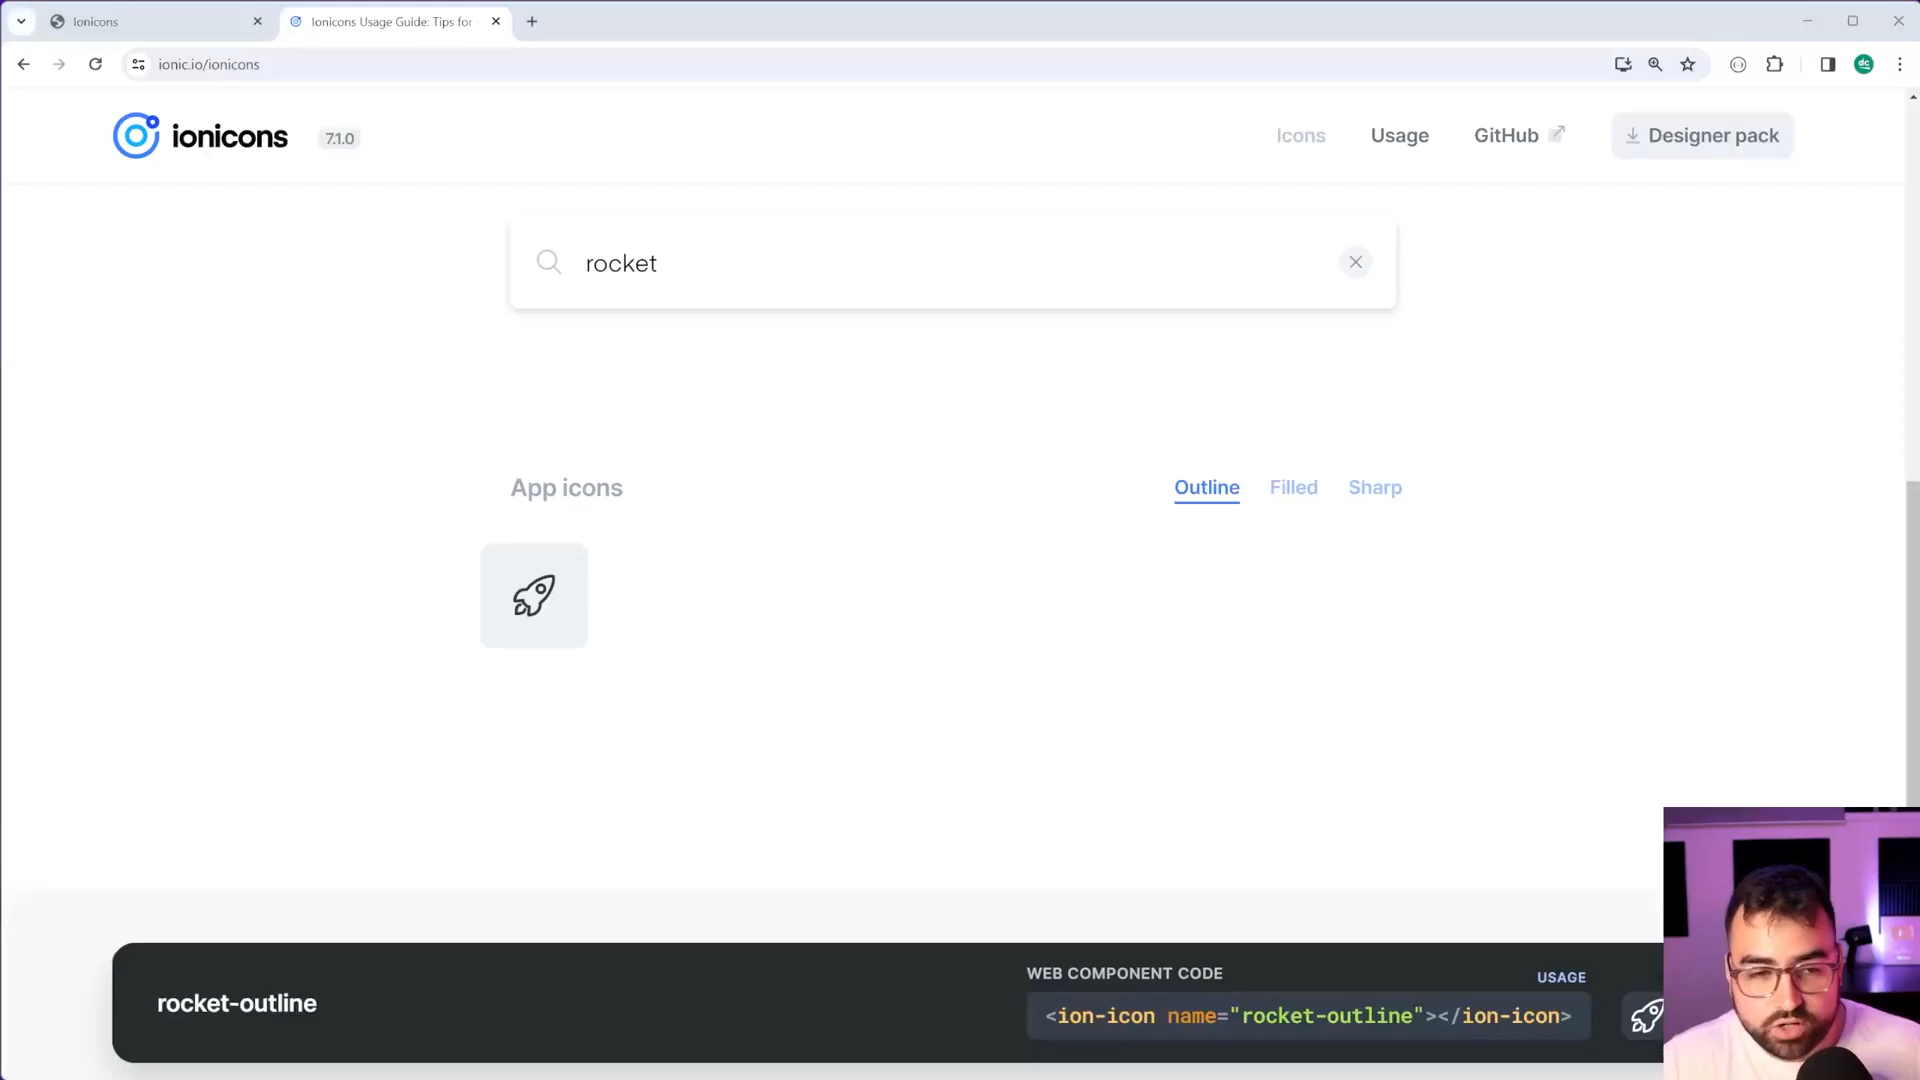 Ionicons
Ionicons Usage Guide: Tips for
ionic.io/ionicons
dc
ionicons
7.1.0
Icons
Usage
GitHub
Designer pack
rocket
App icons
Outline
Filled
Sharp
rocket-outline
WEB COMPONENT CODE
USAGE
<ion-icon name="rocket-outline"></ion-icon>